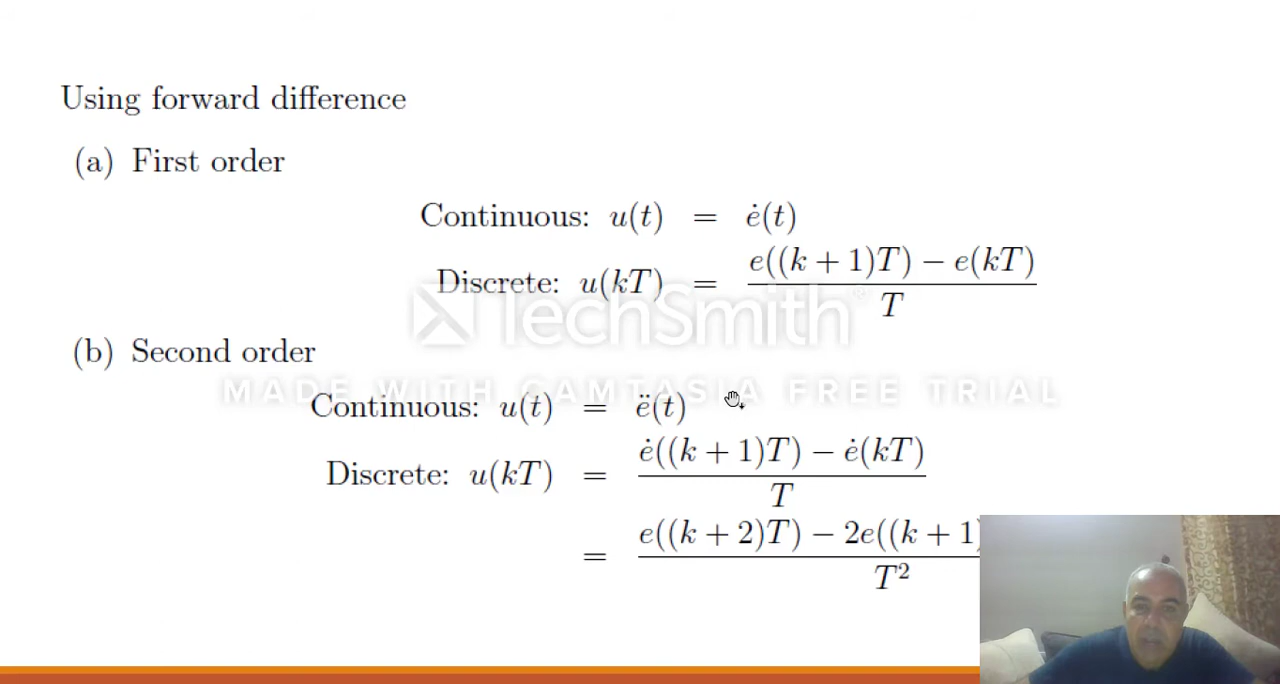 Using forward difference
(a) First order
Continuous: u(t) = ė(t)
Discrete: u(kT) = (e((k + 1)T) − e(kT)) / T
TechSmith®
(b) Second order
MADE WITH CAMTASIA FREE TRIAL
Continuous: u(t) = ë(t)
Discrete: u(kT) = (ė((k + 1)T) − ė(kT)) / T
= e((k + 2)T) − 2e((k + 1) / T²